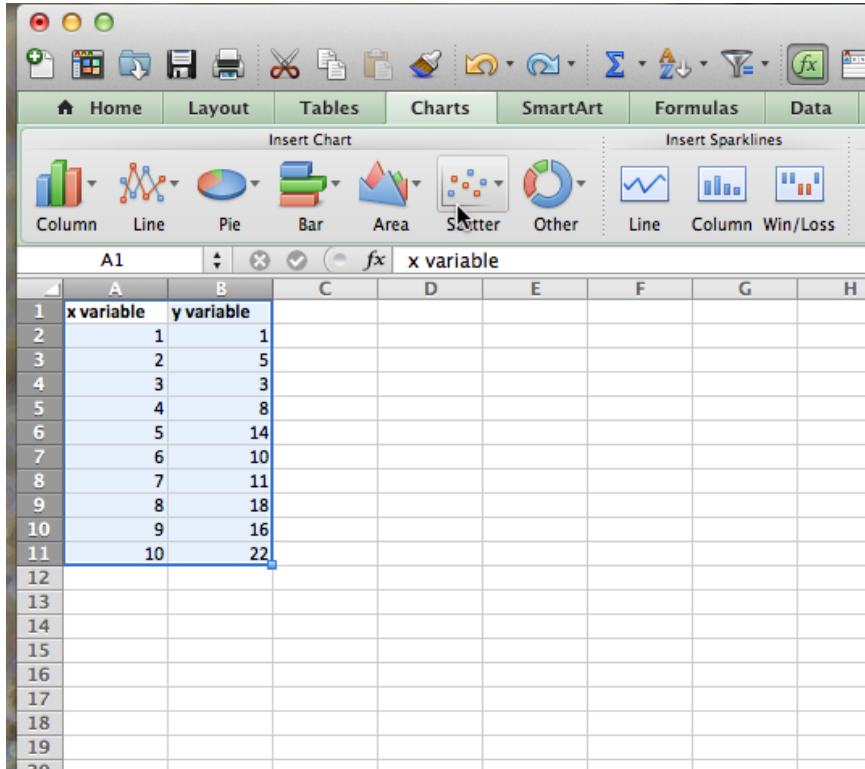 Home Layout Tables Charts SmartArt Formulas Data
Insert Chart Insert Sparklines
Column Line Pie Bar Area Scatter Other Line Column Win/Loss
A1 fx x variable
A B C D E F G H
1 x variable y variable
2 1 1
3 2 5
4 3 3
5 4 8
6 5 14
7 6 10
8 7 11
9 8 18
10 9 16
11 10 22
12
13
14
15
16
17
18
19
20